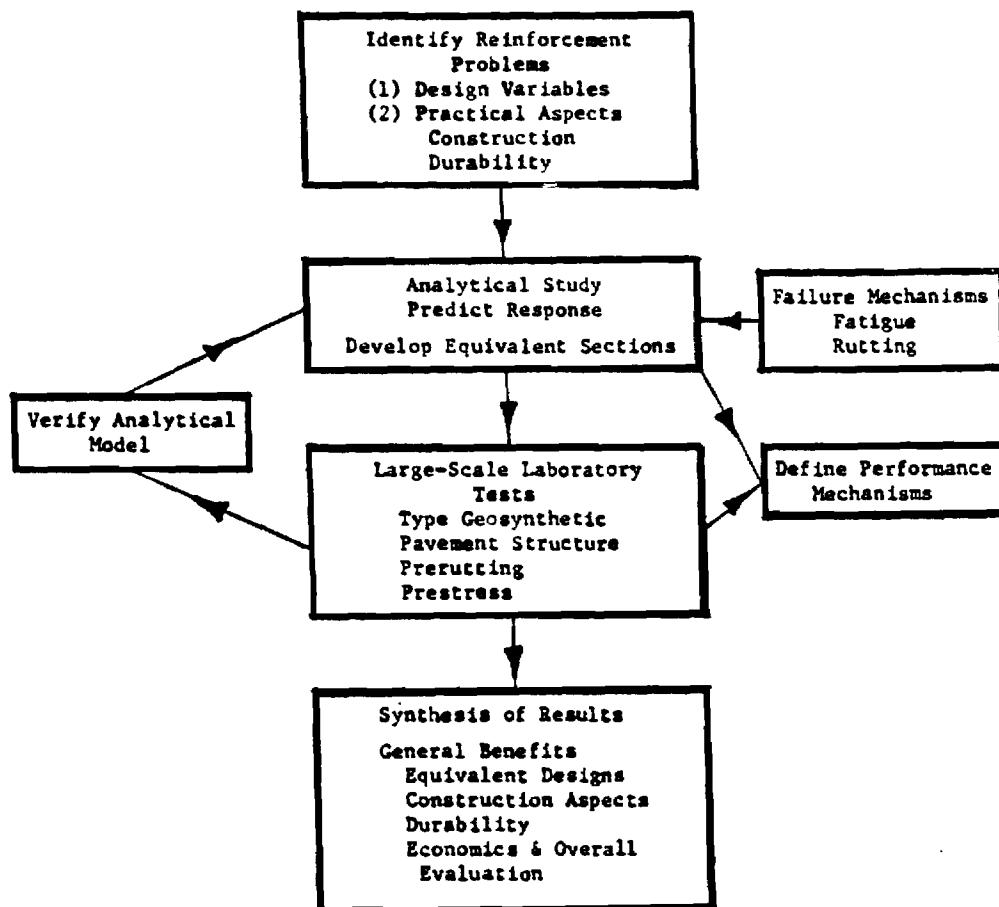 Identify Reinforcement
Problems
(1) Design Variables
(2) Practical Aspects
Construction
Durability
Analytical Study
Predict Response
Develop Equivalent Sections
Failure Mechanisms
Fatigue
Rutting
Verify Analytical
Model
Large-Scale Laboratory
Tests
Type Geosynthetic
Pavement Structure
Prerutting
Prestress
Define Performance
Mechanisms
Synthesis of Results
General Benefits
Equivalent Designs
Construction Aspects
Durability
Economics & Overall
Evaluation